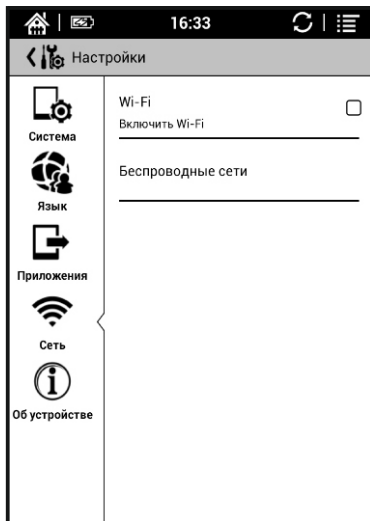 16:33
Настройки
Система
Язык
Приложения
Сеть
Об устройстве
Wi-Fi
Включить Wi-Fi
Беспроводные сети